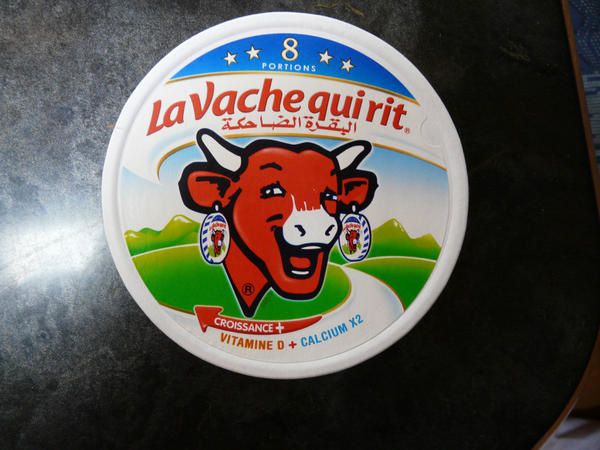 8
PORTIONS
La Vache qui rit®
البقرة الضاحكة
®
CROISSANCE+
VITAMINE D + CALCIUM X2